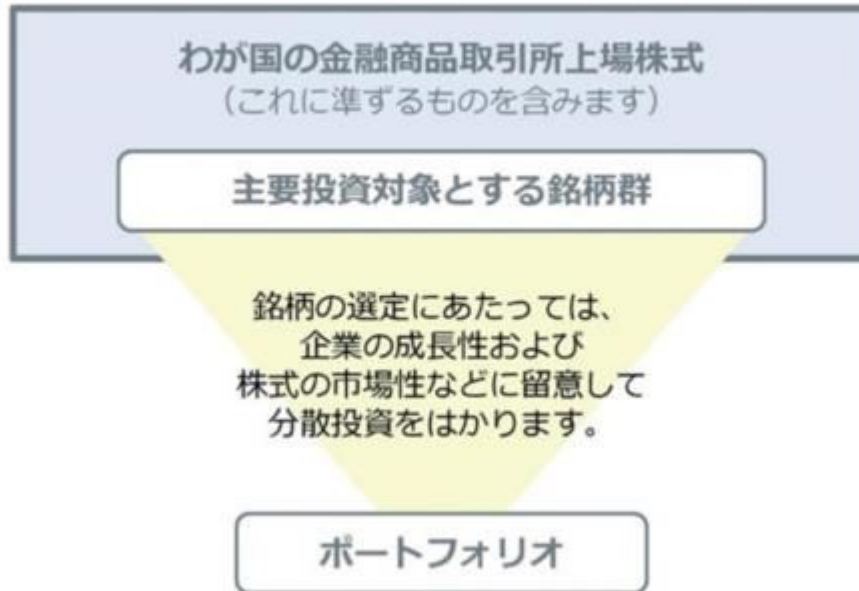 わが国の金融商品取引所上場株式
（これに準ずるものを含みます）
主要投資対象とする銘柄群
銘柄の選定にあたっては、
企業の成長性および
株式の市場性などに留意して
分散投資をはかります。
ポートフォリオ